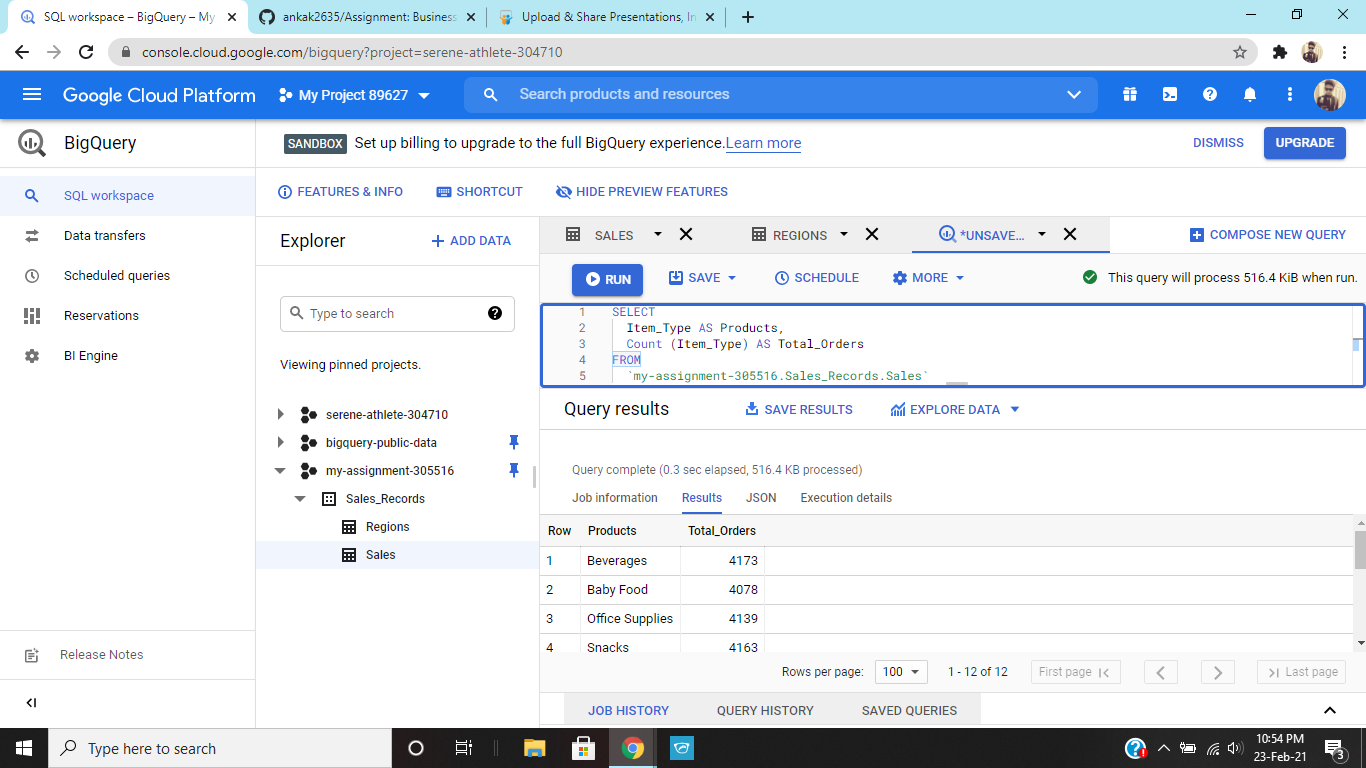 SQL workspace – BigQuery – My
ankak2635/Assignment: Business
Upload & Share Presentations, In
console.cloud.google.com/bigquery?project=serene-athlete-304710
Google Cloud Platform
My Project 89627
Search products and resources
BigQuery
SANDBOX Set up billing to upgrade to the full BigQuery experience. Learn more
DISMISS
UPGRADE
SQL workspace
Data transfers
Scheduled queries
Reservations
BI Engine
Release Notes
FEATURES & INFO
SHORTCUT
HIDE PREVIEW FEATURES
Explorer
ADD DATA
Type to search
Viewing pinned projects.
serene-athlete-304710
bigquery-public-data
my-assignment-305516
Sales_Records
Regions
Sales
SALES
REGIONS
*UNSAVE...
COMPOSE NEW QUERY
RUN
SAVE
SCHEDULE
MORE
This query will process 516.4 KiB when run.
1 SELECT
2 Item_Type AS Products,
3 Count (Item_Type) AS Total_Orders
4 FROM
5 `my-assignment-305516.Sales_Records.Sales`
Query results
SAVE RESULTS
EXPLORE DATA
Query complete (0.3 sec elapsed, 516.4 KB processed)
Job information
Results
JSON
Execution details
Row Products Total_Orders
1 Beverages 4173
2 Baby Food 4078
3 Office Supplies 4139
4 Snacks 4163
Rows per page: 100
1 - 12 of 12
First page
Last page
JOB HISTORY
QUERY HISTORY
SAVED QUERIES
Type here to search
10:54 PM
23-Feb-21
3